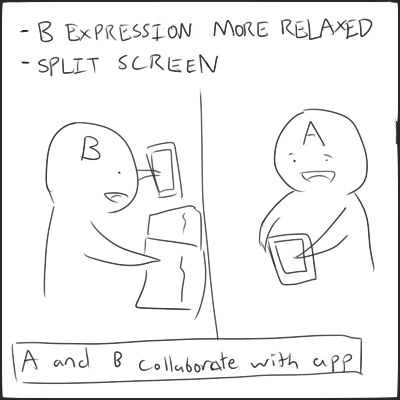 - B EXPRESSION MORE RELAXED
- SPLIT SCREEN
B
A
A and B collaborate with app